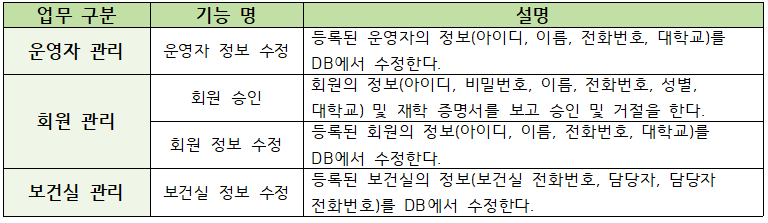 업무 구분 기능 명 설명
운영자 관리 운영자 정보 수정 등록된 운영자의 정보(아이디, 이름, 전화번호, 대학교)를
DB에서 수정한다.
회원 관리
회원 승인 회원의 정보(아이디, 비밀번호, 이름, 전화번호, 성별,
대학교) 및 재학 증명서를 보고 승인 및 거절을 한다.
회원 정보 수정 등록된 회원의 정보(아이디, 이름, 전화번호, 대학교)를
DB에서 수정한다.
보건실 관리 보건실 정보 수정 등록된 보건실의 정보(보건실 전화번호, 담당자, 담당자
전화번호)를 DB에서 수정한다.